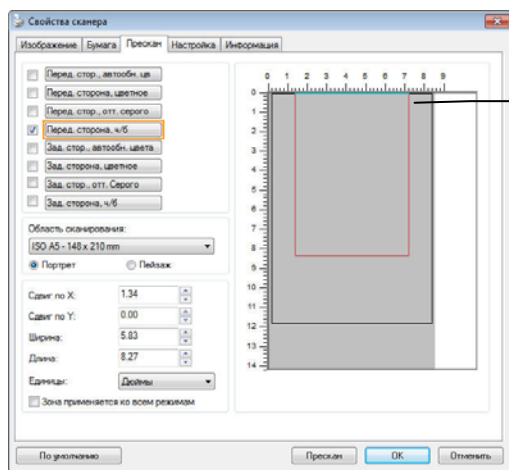 Свойства сканера
Изображение Бумага Прескан Настройка Информация
Перед. стор., автообн. цв
Перед. сторона, цветное
Перед. стор., отт. серого
Перед. сторона, ч/б
Зад. стор., автообн. цвета
Зад. сторона, цветное
Зад. стор., отт. Серого
Зад. сторона, ч/б
Область сканирования:
ISO A5 - 148 x 210 mm
Портрет Пейзаж
Сдвиг по X: 1.34
Сдвиг по Y: 0.00
Ширина: 5.83
Длина: 8.27
Единицы: Дюймы
Зона применяется ко всем режимам
0 1 2 3 4 5 6 7 8 9
0
1
2
3
4
5
6
7
8
9
10
11
12
13
14
По умолчанию Прескан OK Отменить